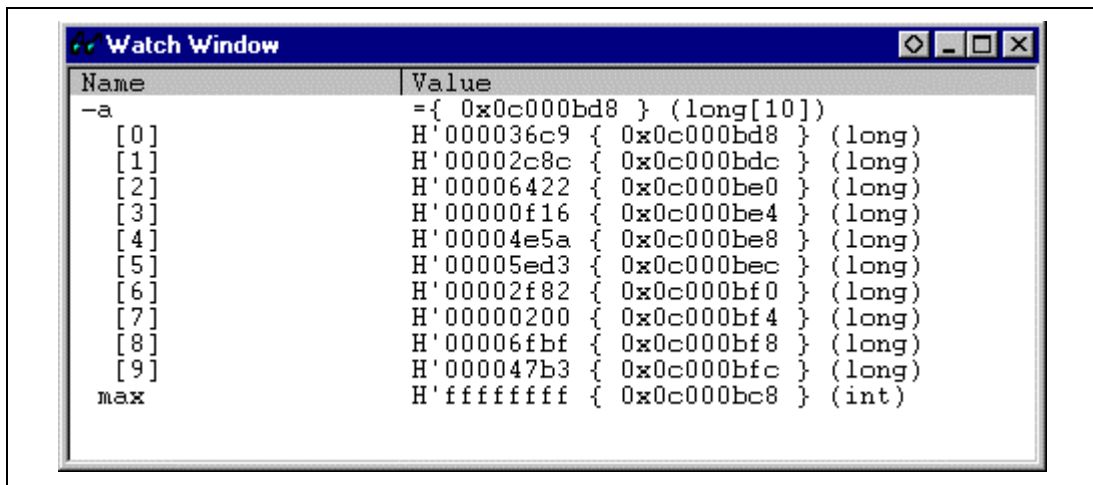 Watch Window
Name Value
-a ={ 0x0c000bd8 } (long[10])
[0] H'000036c9 { 0x0c000bd8 } (long)
[1] H'00002c8c { 0x0c000bdc } (long)
[2] H'00006422 { 0x0c000be0 } (long)
[3] H'00000f16 { 0x0c000be4 } (long)
[4] H'00004e5a { 0x0c000be8 } (long)
[5] H'00005ed3 { 0x0c000bec } (long)
[6] H'00002f82 { 0x0c000bf0 } (long)
[7] H'00000200 { 0x0c000bf4 } (long)
[8] H'00006fbf { 0x0c000bf8 } (long)
[9] H'000047b3 { 0x0c000bfc } (long)
max H'ffffffff { 0x0c000bc8 } (int)